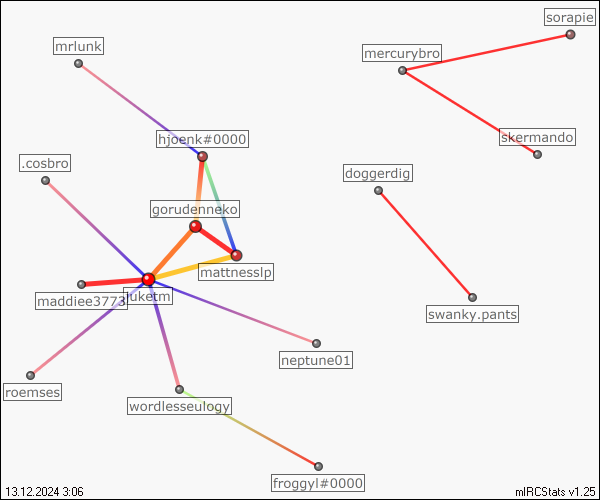 sorapie
mrlunk
mercurybro
hjoenk#0000
skermando
.cosbro
doggerdig
gorudenneko
mattnesslp
maddiee3773
luketm
swanky.pants
neptune01
roemses
wordlesseulogy
froggyl#0000
13.12.2024 3:06
mIRCStats v1.25